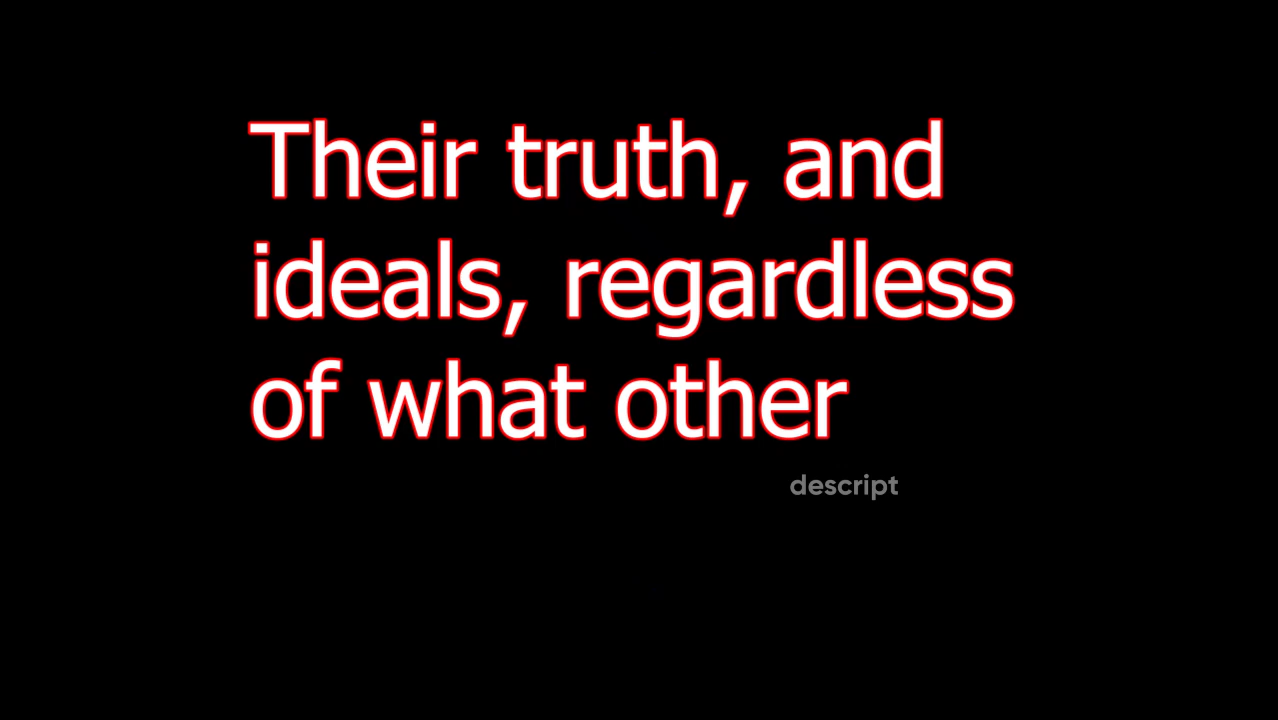 Their truth, and
ideals, regardless
of what other
descript